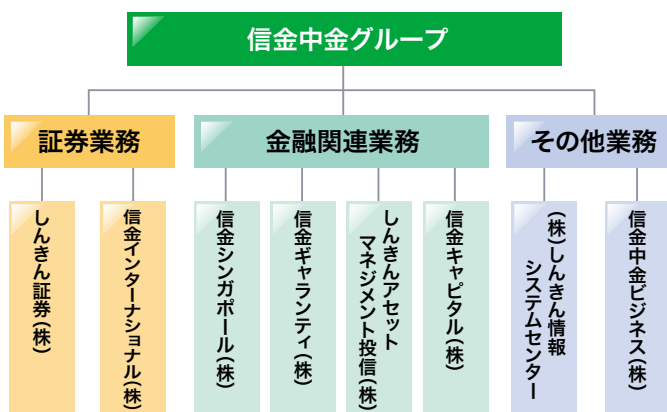 信金中金グループ
証券業務
金融関連業務
その他業務
しんきん証券(株)
信金インターナショナル(株)
信金シンガポール(株)
信金ギャランティ(株)
しんきんアセット
マネジメント投信(株)
信金キャピタル(株)
(株)しんきん情報
システムセンター
信金中金ビジネス(株)